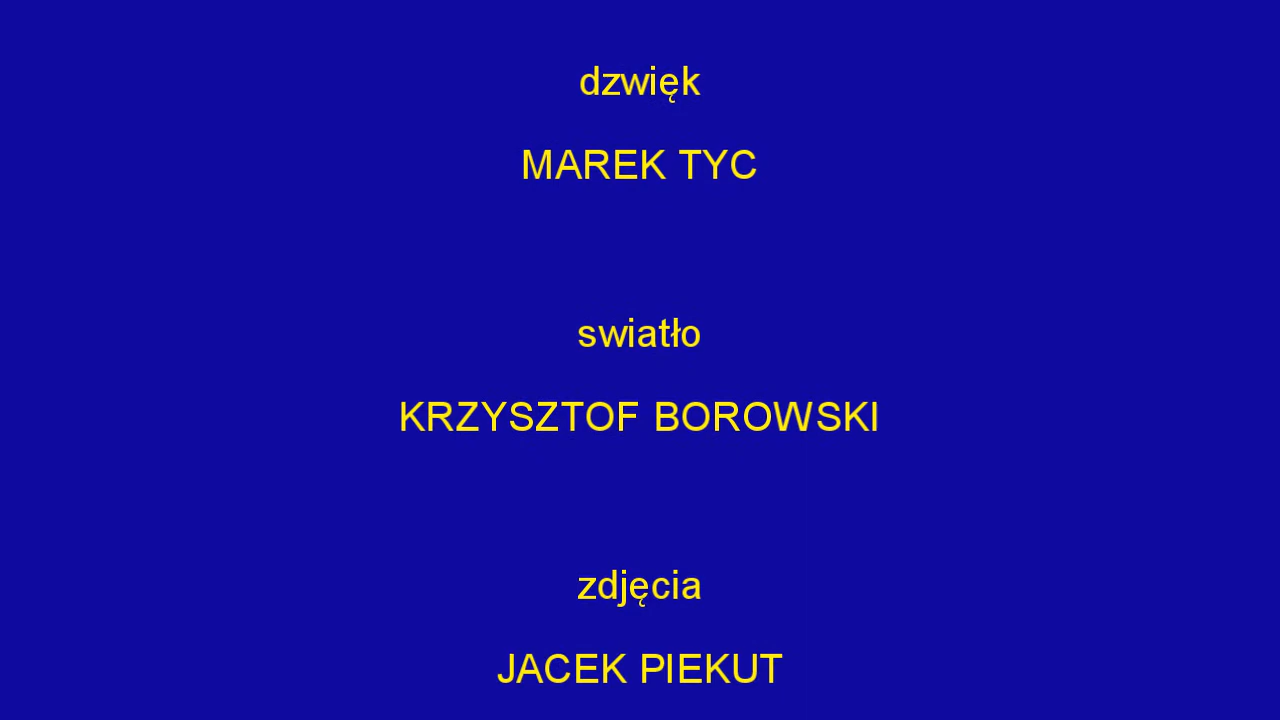 dzwięk
MAREK TYC
swiatło
KRZYSZTOF BOROWSKI
zdjęcia
JACEK PIEKUT